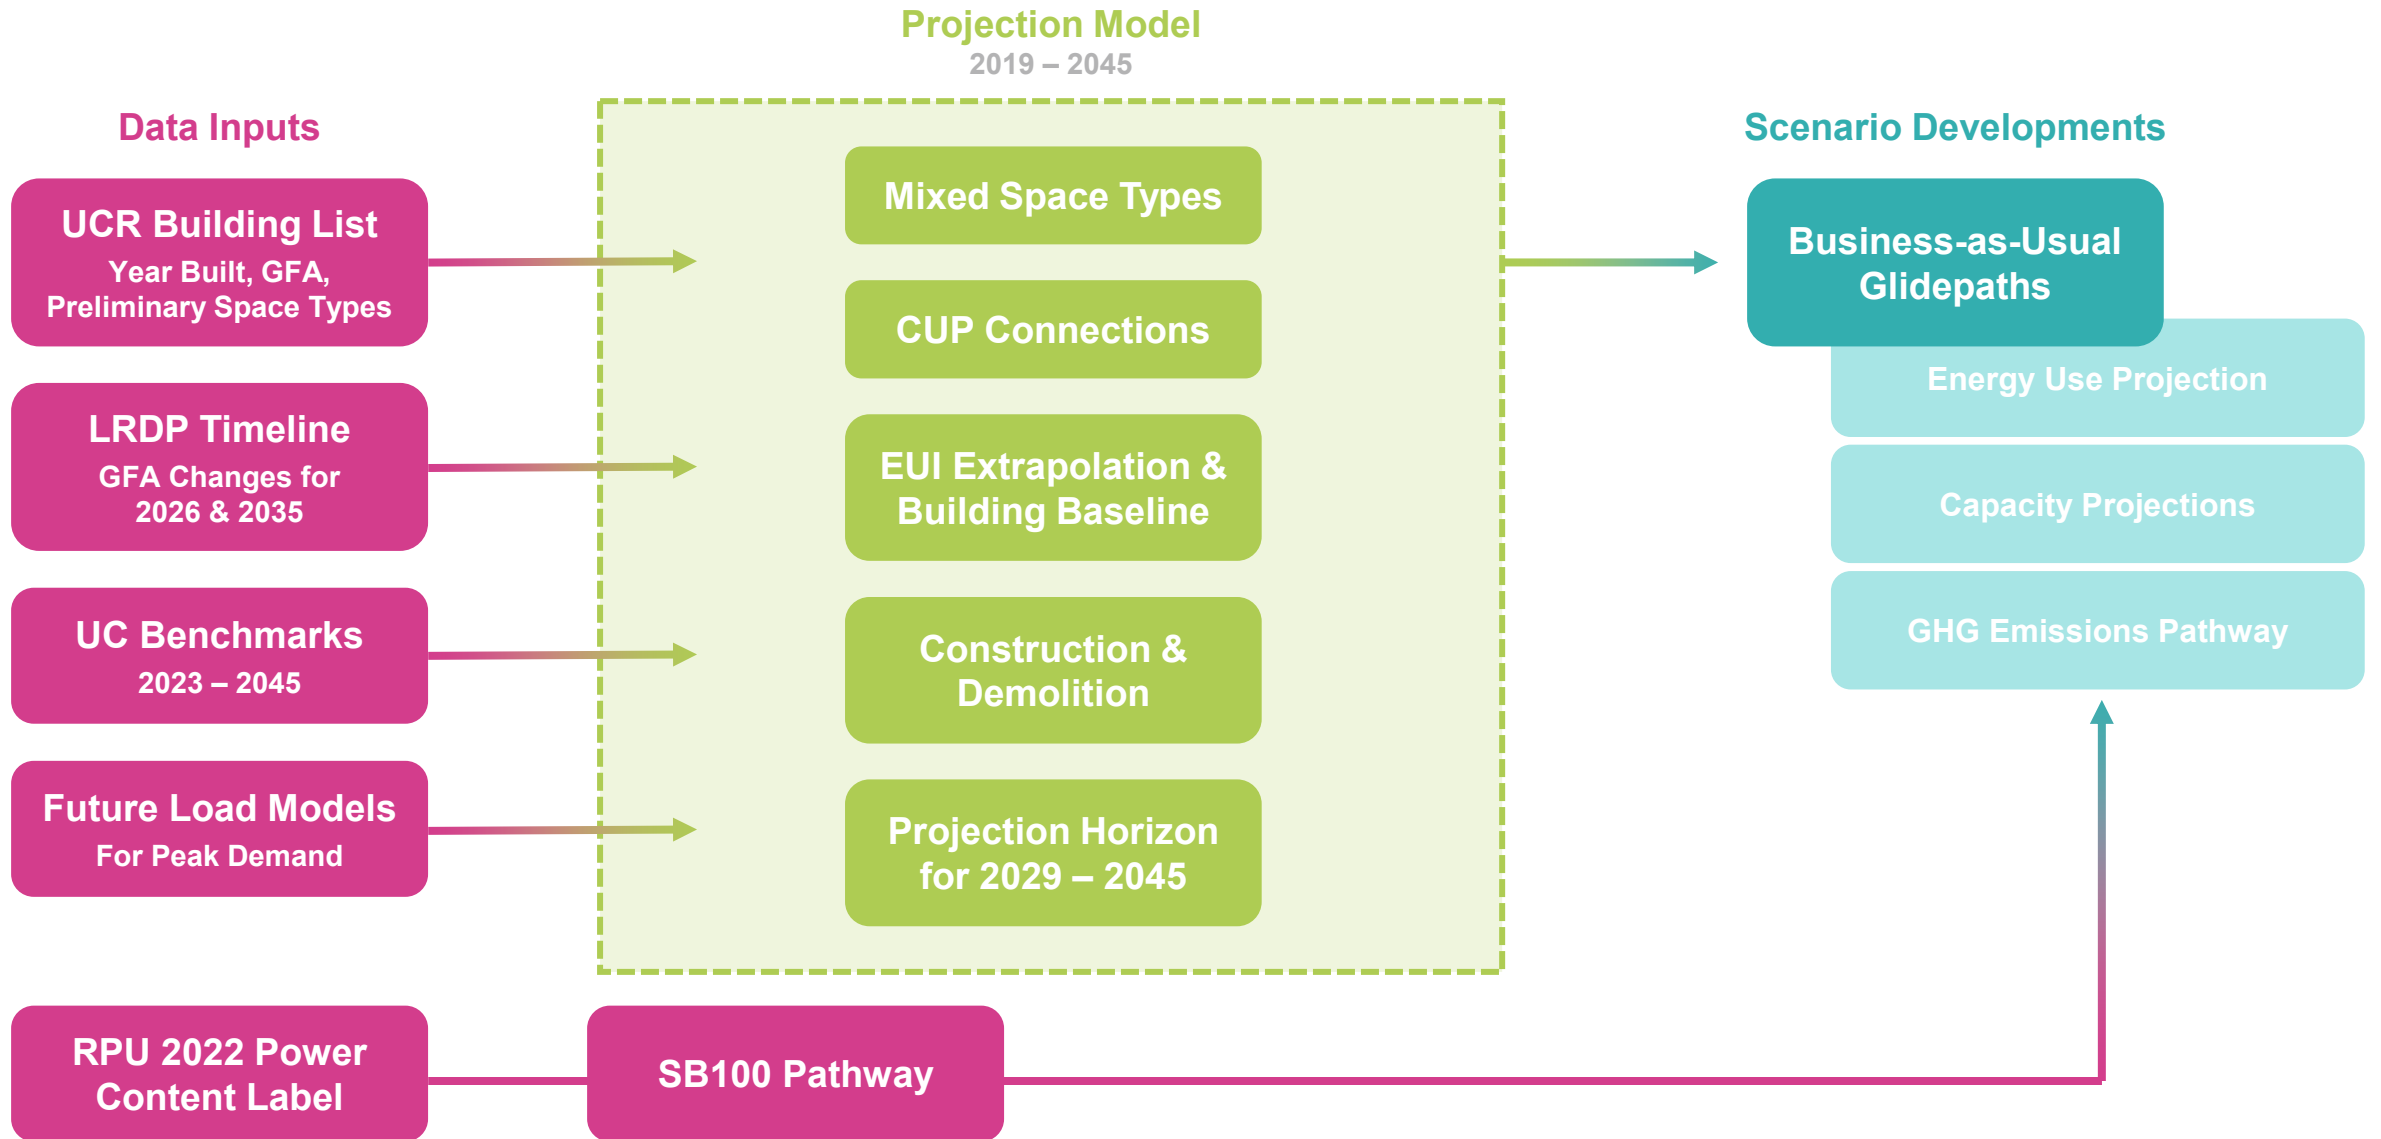 Projection Model
2019 – 2045
Data Inputs
UCR Building List
Year Built, GFA,
Preliminary Space Types
LRDP Timeline
GFA Changes for
2026 & 2035
UC Benchmarks
2023 – 2045
Future Load Models
For Peak Demand
RPU 2022 Power
Content Label
SB100 Pathway
Mixed Space Types
CUP Connections
EUI Extrapolation &
Building Baseline
Construction &
Demolition
Projection Horizon
for 2029 – 2045
Scenario Developments
Business-as-Usual
Glidepaths
Energy Use Projection
Capacity Projections
GHG Emissions Pathway